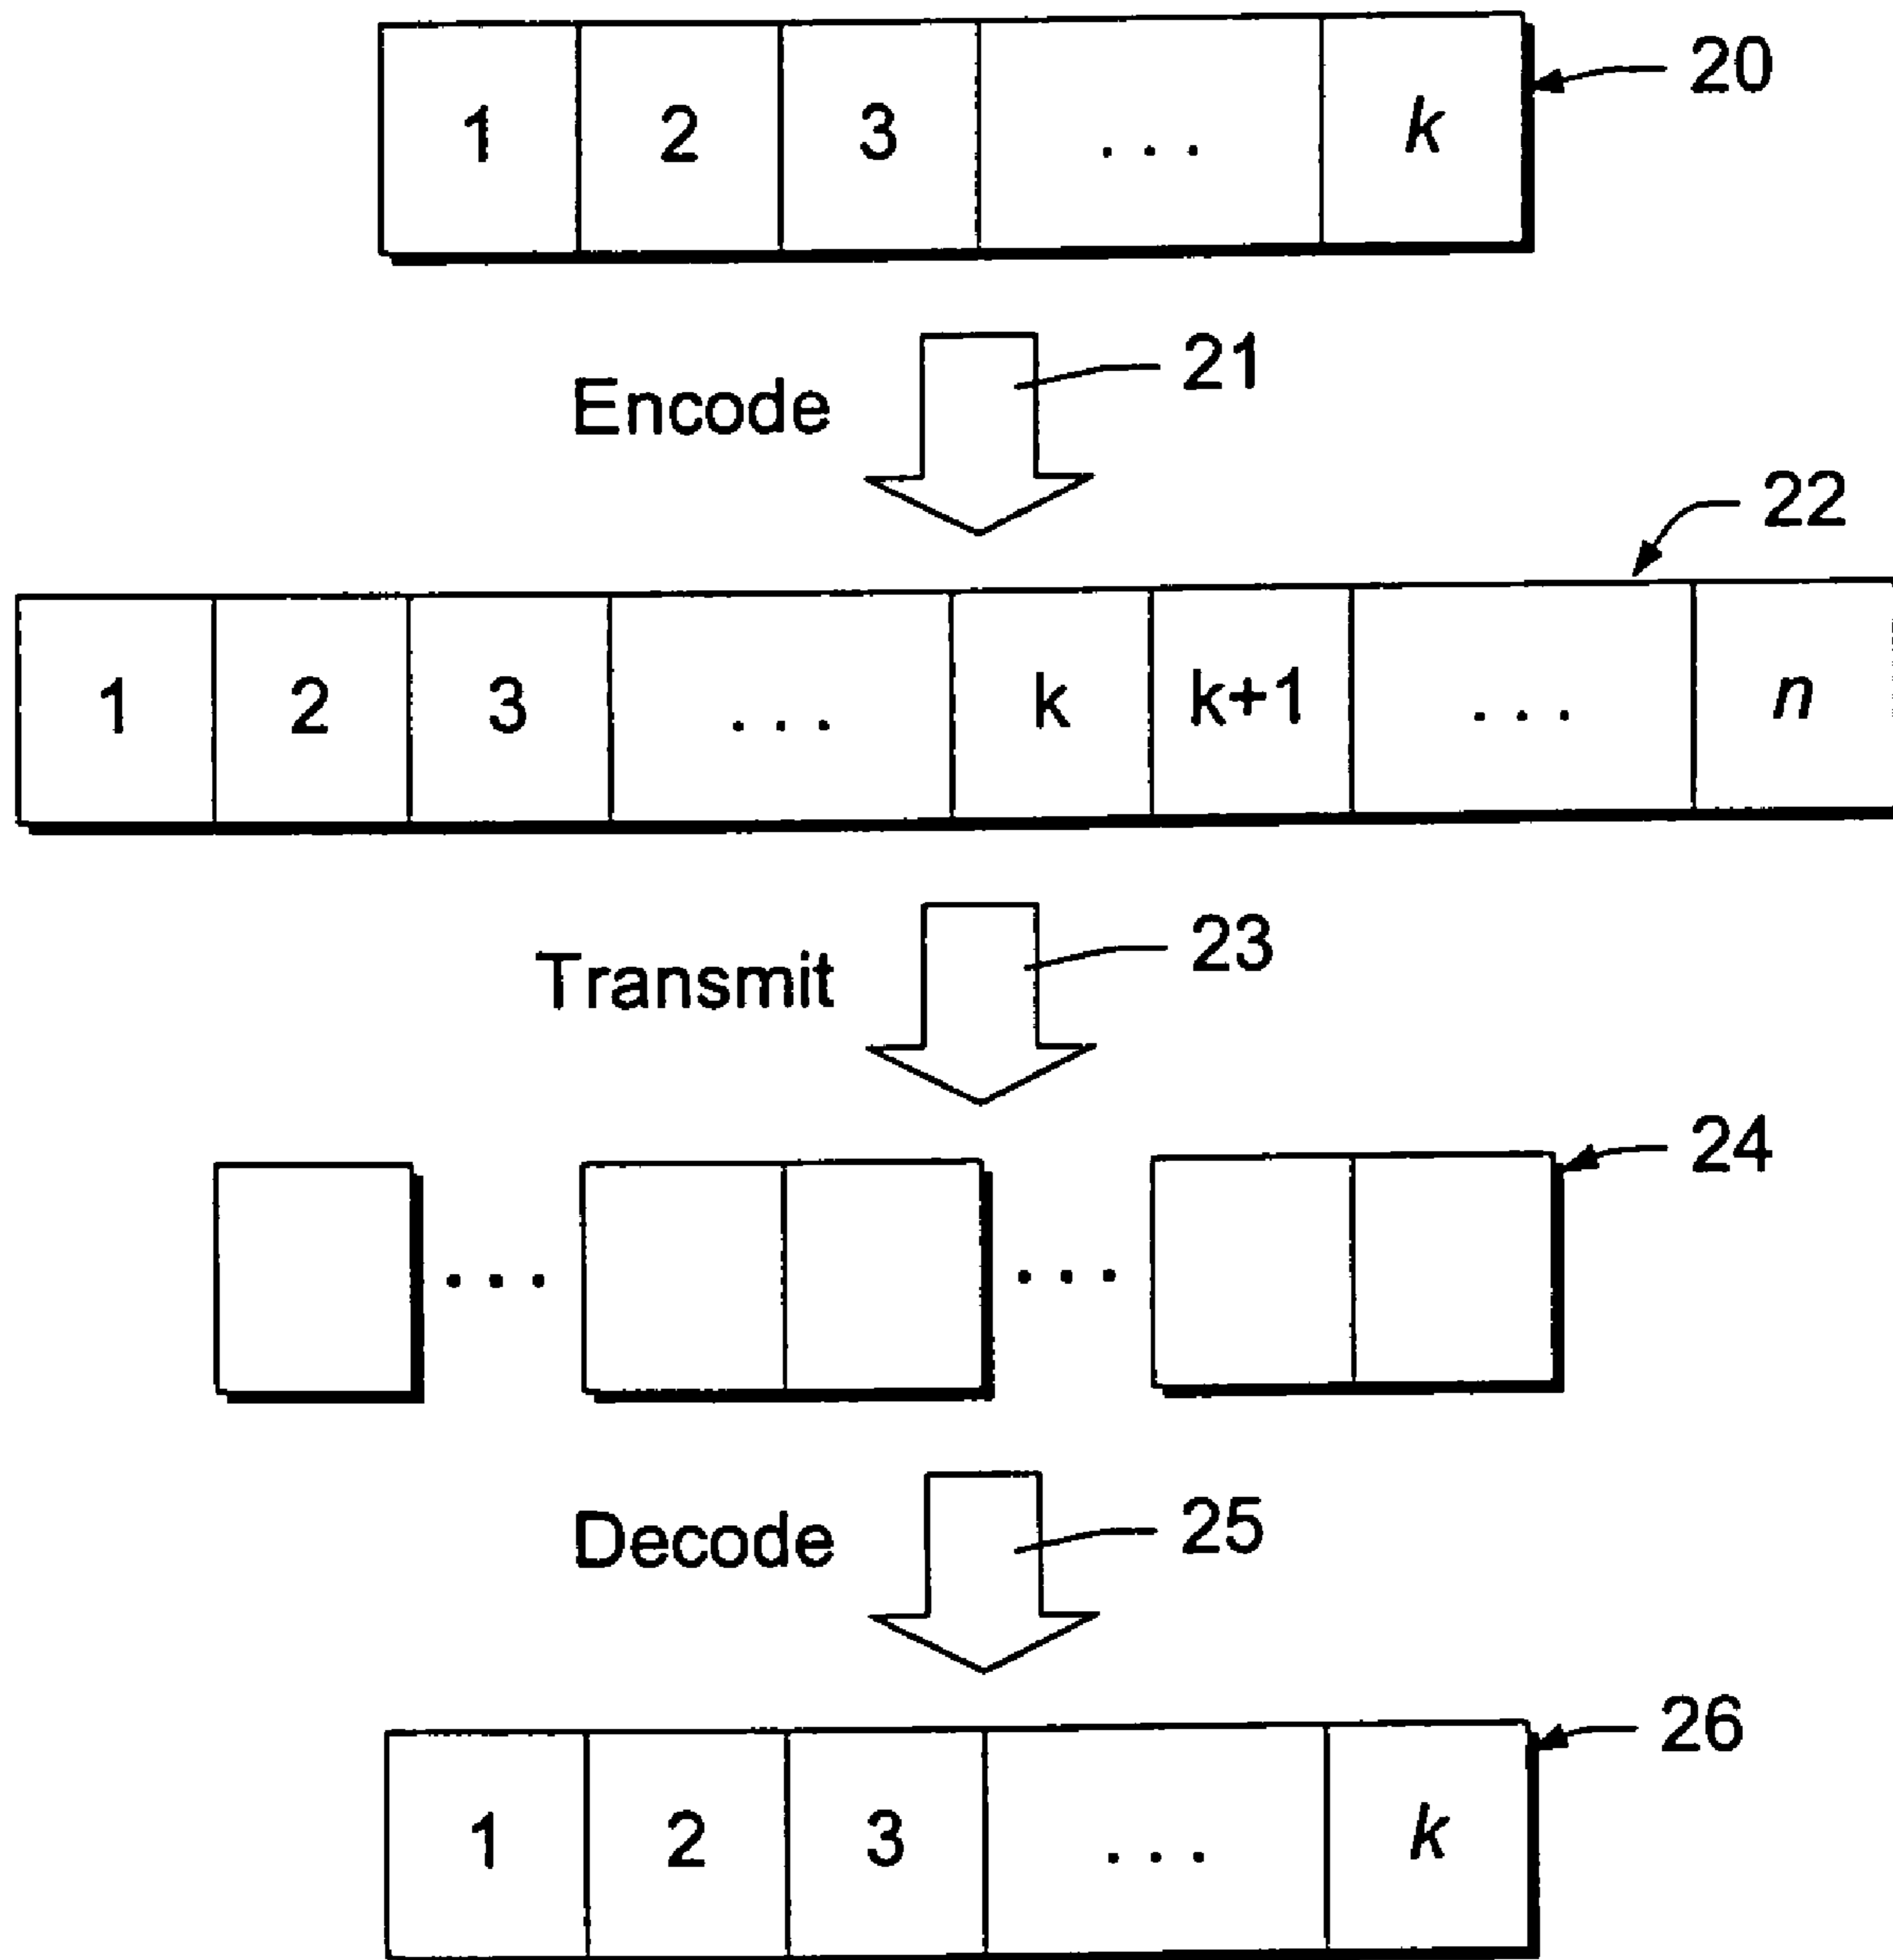 1 2 3 ... k
20
Encode
21
22
1 2 3 ... k k+1 ... n
Transmit
23
24
... ...
Decode
25
26
1 2 3 ... k